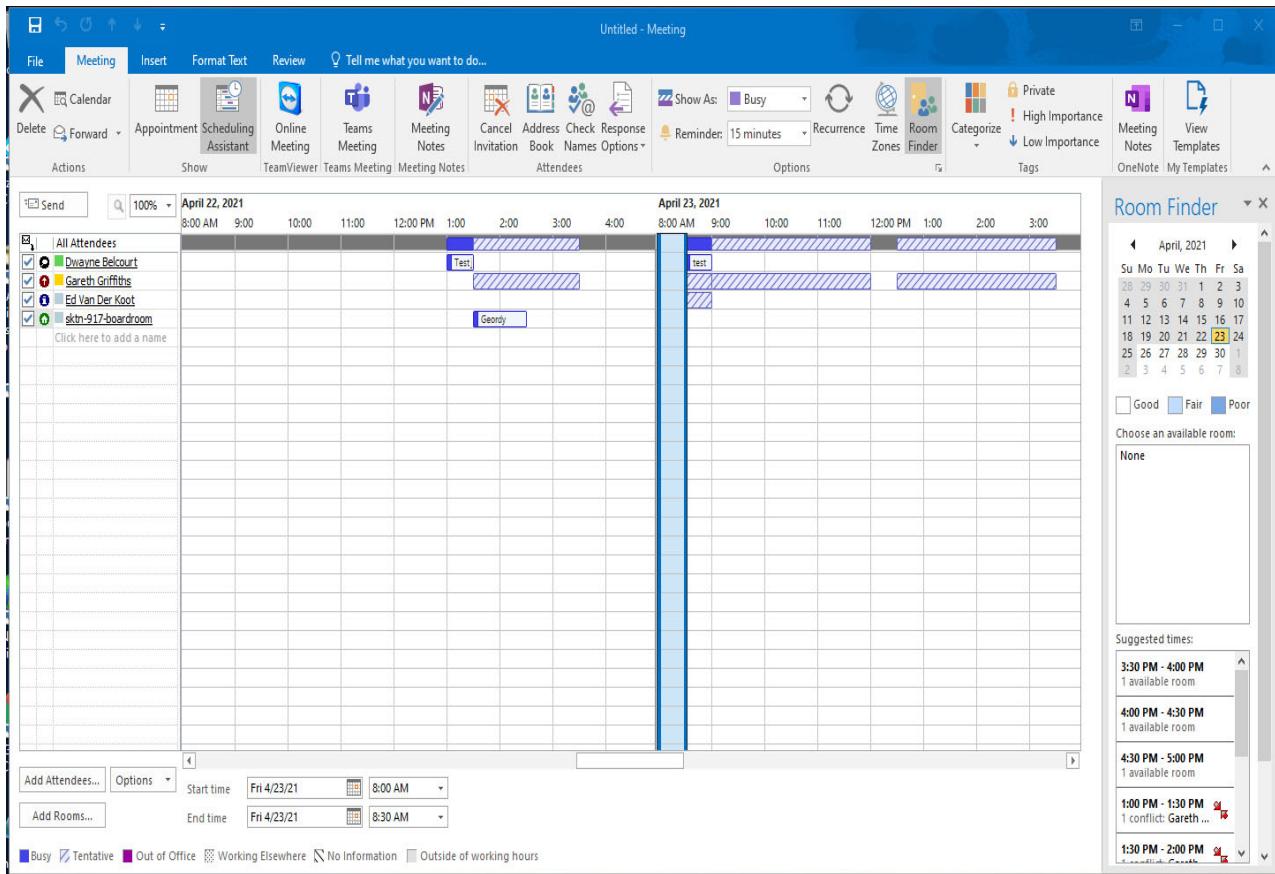 Untitled - Meeting
File Meeting Insert Format Text Review Tell me what you want to do...
Calendar Show As: Busy Private
High Importance
Delete Forward Appointment Scheduling Assistant Online Meeting Teams Meeting Meeting Notes Cancel Invitation Address Book Check Names Response Options Reminder: 15 minutes Recurrence Time Zones Room Finder Categorize Low Importance Meeting Notes View Templates
Actions Show TeamViewer Teams Meeting Meeting Notes Attendees Options Tags OneNote My Templates
Send 100% April 22, 2021 April 23, 2021
8:00 AM 9:00 10:00 11:00 12:00 PM 1:00 2:00 3:00 4:00 8:00 AM 9:00 10:00 11:00 12:00 PM 1:00 2:00 3:00
All Attendees
Dwayne Belcourt Test, test
Gareth Griffiths
Ed Van Der Koot
sktn-917-boardroom Geordy
Click here to add a name
Room Finder
April, 2021
Su Mo Tu We Th Fr Sa
28 29 30 31 1 2 3
4 5 6 7 8 9 10
11 12 13 14 15 16 17
18 19 20 21 22 23 24
25 26 27 28 29 30 1
2 3 4 5 6 7 8
Good Fair Poor
Choose an available room:
None
Suggested times:
3:30 PM - 4:00 PM
1 available room
4:00 PM - 4:30 PM
1 available room
4:30 PM - 5:00 PM
1 available room
1:00 PM - 1:30 PM
1 conflict: Gareth ...
1:30 PM - 2:00 PM
Add Attendees... Options Start time Fri 4/23/21 8:00 AM
Add Rooms... End time Fri 4/23/21 8:30 AM
Busy Tentative Out of Office Working Elsewhere No Information Outside of working hours